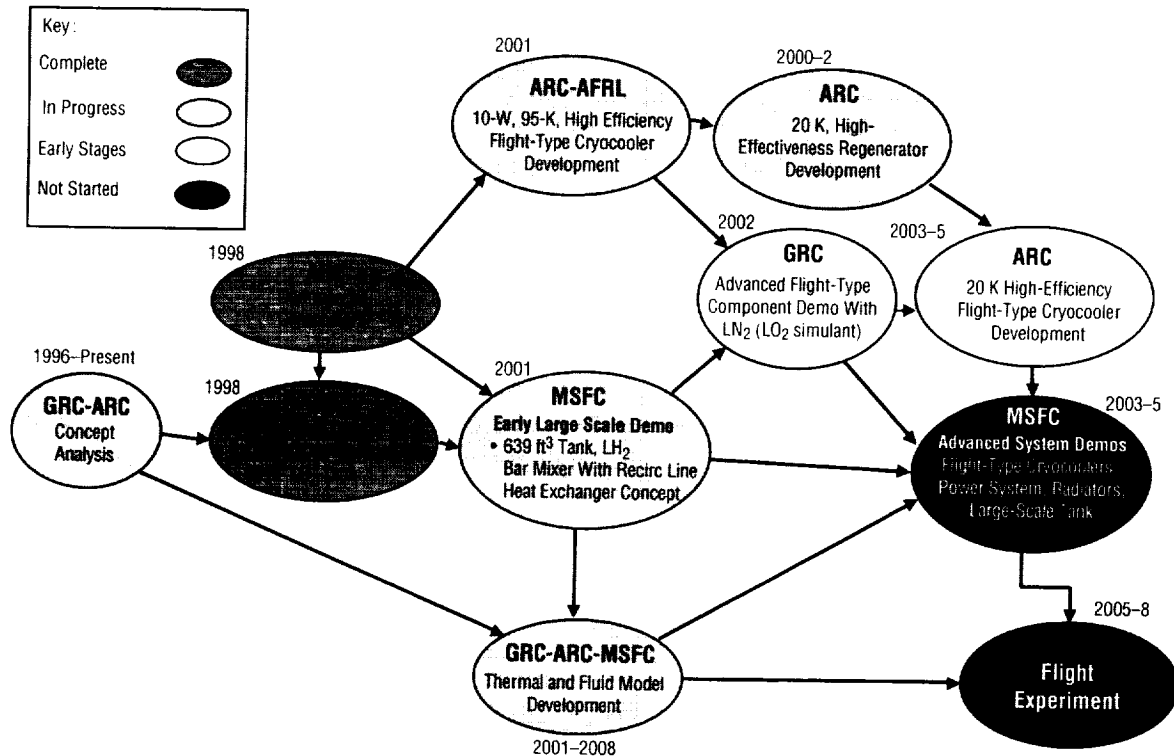 Key:
Complete
In Progress
Early Stages
Not Started
2001
ARC-AFRL
10-W, 95-K, High Efficiency
Flight-Type Cryocooler
Development
2000–2
ARC
20 K, High-
Effectiveness Regenerator
Development
1998
2002
GRC
Advanced Flight-Type
Component Demo With
LN2 (LO2 simulant)
2003–5
ARC
20 K High-Efficiency
Flight-Type Cryocooler
Development
1996–Present
GRC-ARC
Concept
Analysis
1998
2001
MSFC
Early Large Scale Demo
• 639 ft³ Tank, LH2
Bar Mixer With Recirc Line
Heat Exchanger Concept
2003–5
MSFC
Advanced System Demos
Flight-Type Cryocoolers
Power System, Radiators,
Large-Scale Tank
GRC-ARC-MSFC
Thermal and Fluid Model
Development
2001–2008
2005–8
Flight
Experiment